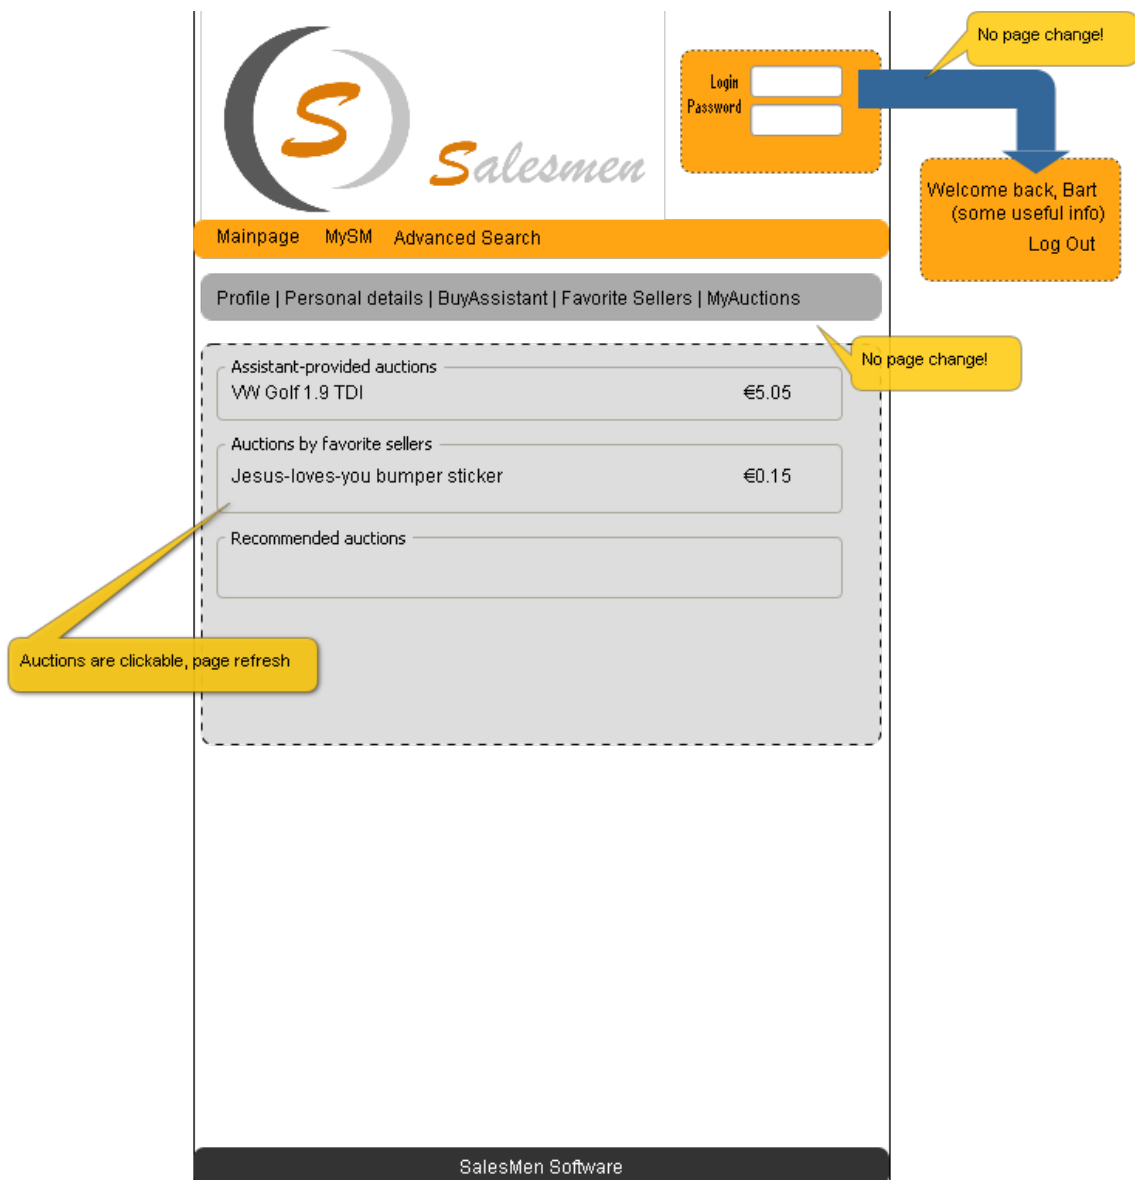 No page change!
Login
Password
S
Salesmen
Welcome back, Bart
(some useful info)
Log Out
Mainpage MySM Advanced Search
Profile | Personal details | BuyAssistant | Favorite Sellers | MyAuctions
No page change!
Assistant-provided auctions
VW Golf 1.9 TDI €5.05
Auctions by favorite sellers
Jesus-loves-you bumper sticker €0.15
Recommended auctions
Auctions are clickable, page refresh
SalesMen Software